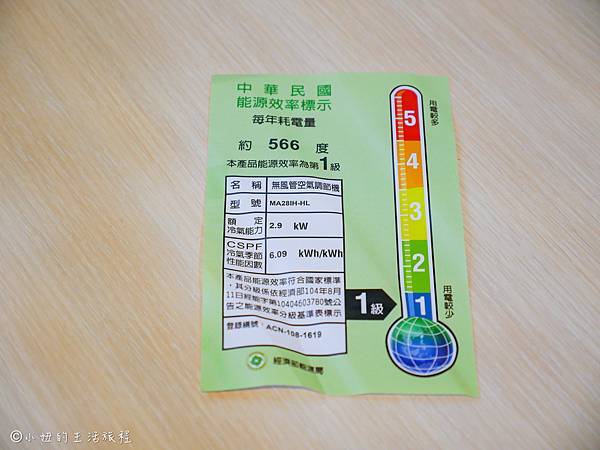 中華民國
能源效率標示
每年耗電量
約 566 度
本產品能源效率為第1級
名稱 無風管空氣調節機
型號 MA28IH-HL
額定冷氣能力 2.9 kW
CSPF
冷氣季節性能因數 6.09 kWh/kWh
本產品能源效率符合國家標準
，其分級係依經濟部104年8月
11日經能字第10404603780號公
告之能源效率分級基準表標示
登錄編號：ACN-108-1619
經濟部能源局
用電較多
5
4
3
2
1
用電較少
1級
©小妞的生活旅程